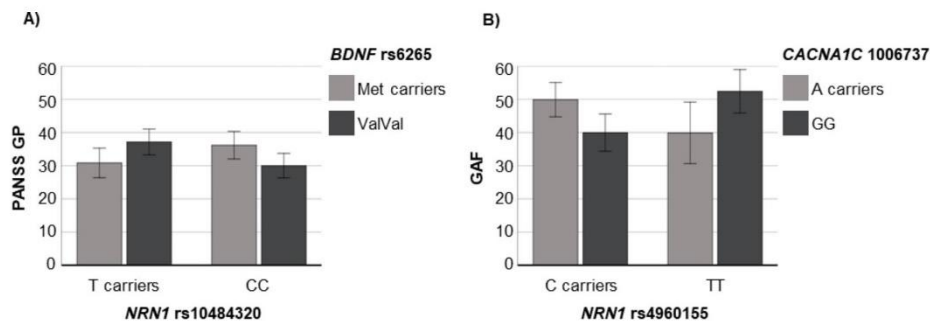 A)
BDNF rs6265
Met carriers
ValVal
PANSS GP
60
50
40
30
20
10
0
T carriers
CC
NRN1 rs10484320
B)
CACNA1C 1006737
A carriers
GG
GAF
60
50
40
30
20
10
0
C carriers
TT
NRN1 rs4960155